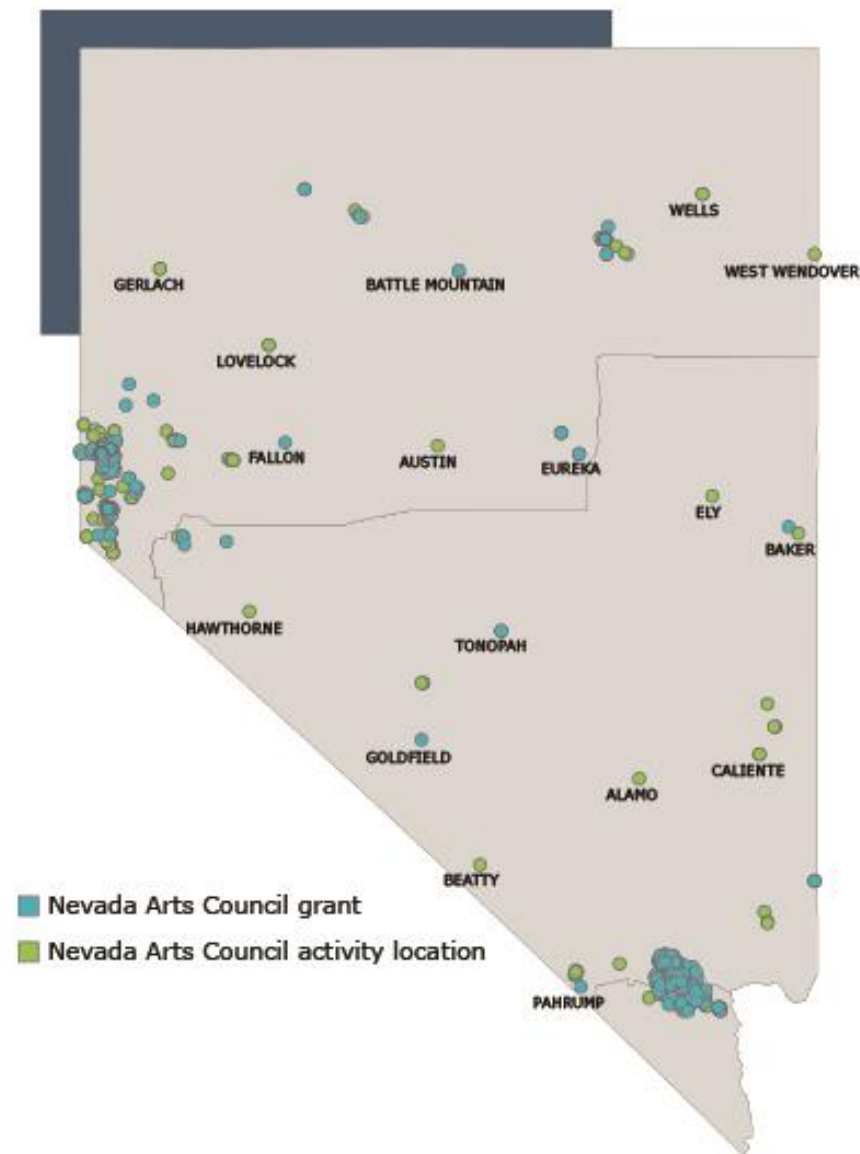 WELLS
GERLACH
BATTLE MOUNTAIN
WEST WENDOVER
LOVELOCK
FALLON
AUSTIN
EUREKA
ELY
BAKER
HAWTHORNE
TONOPAH
GOLDFIELD
CALIENTE
ALAMO
BEATTY
Nevada Arts Council grant
Nevada Arts Council activity location
PAHRUMP